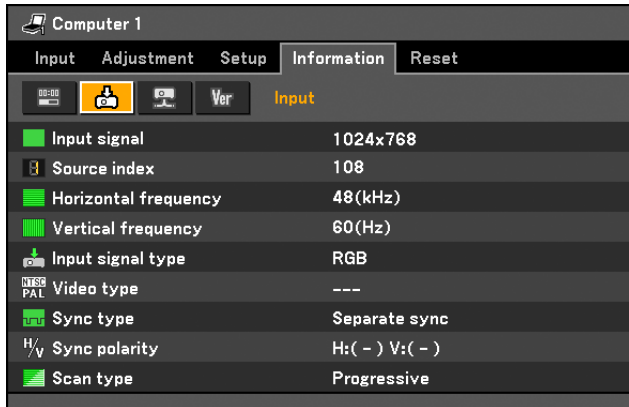 Computer 1
Input Adjustment Setup Information Reset
00:00 Ver Input
Input signal 1024x768
Source index 108
Horizontal frequency 48(kHz)
Vertical frequency 60(Hz)
Input signal type RGB
NTSC PAL Video type ---
Sync type Separate sync
H/V Sync polarity H:( - ) V:( - )
Scan type Progressive